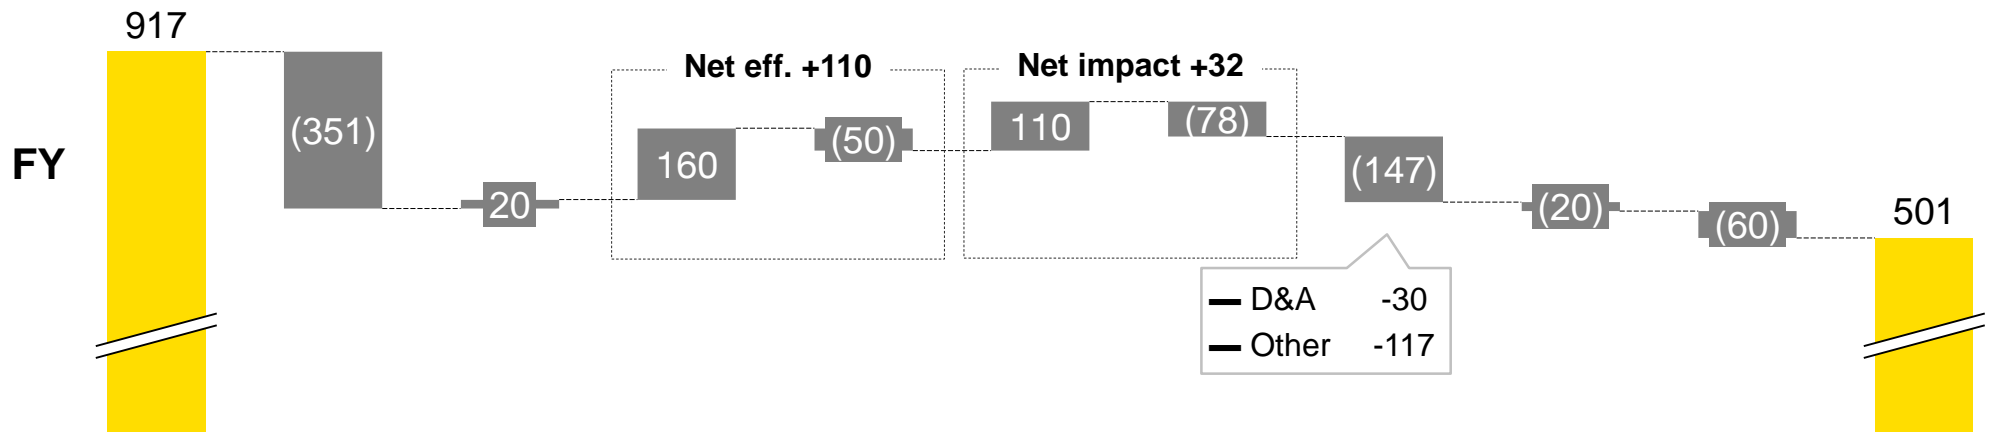 917
Net eff. +110
Net impact +32
FY
(351)
20
160
(50)
110
(78)
(147)
(20)
(60)
501
D&A -30
Other -117